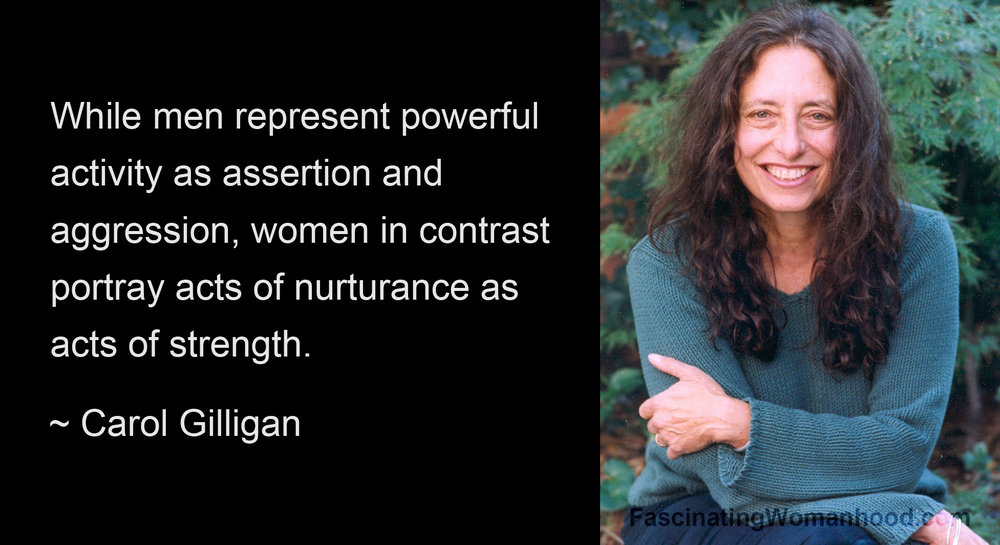 While men represent powerful
activity as assertion and
aggression, women in contrast
portray acts of nurturance as
acts of strength.
~ Carol Gilligan
FascinatingWomanhood.com